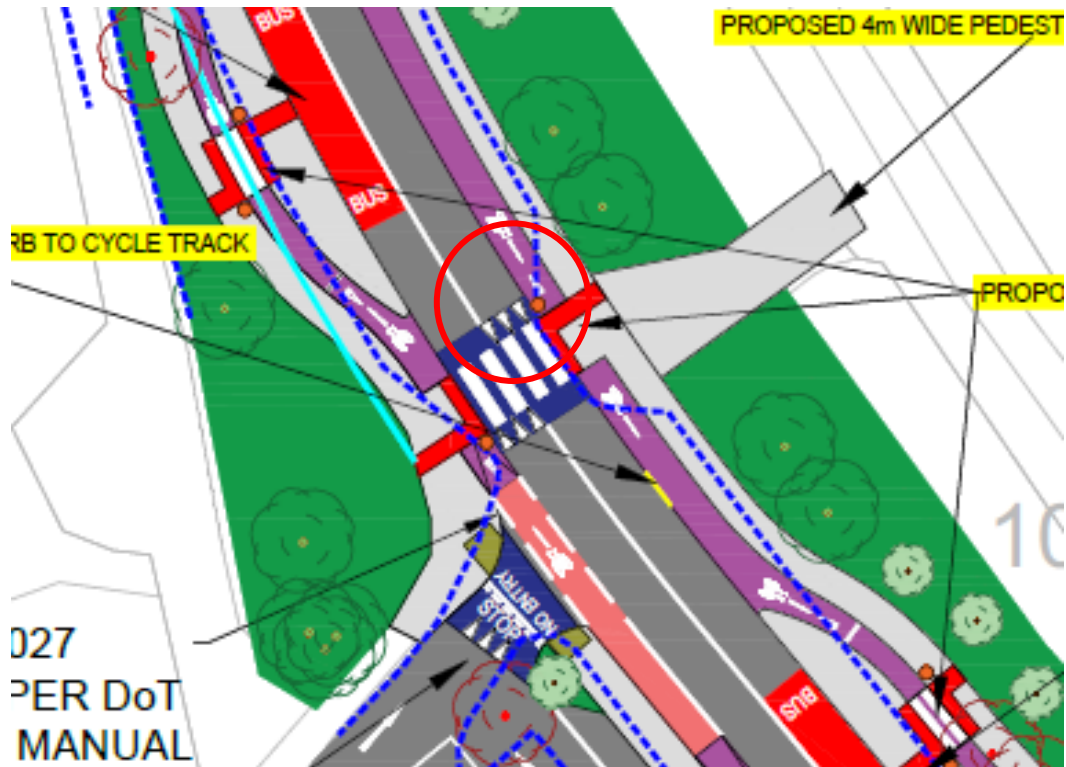 BUS
PROPOSED 4m WIDE PEDEST
BUS
RB TO CYCLE TRACK
PROPO
10
NO ENTRY
STOP
027
PER DoT
MANUAL
BUS